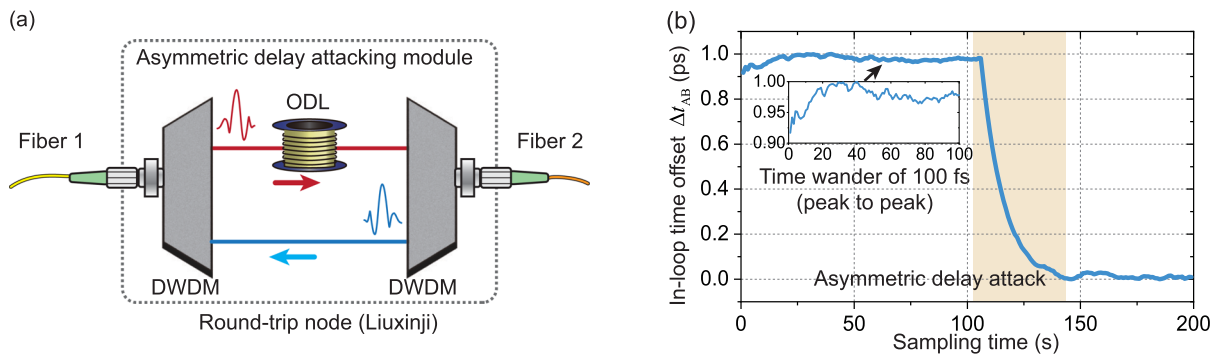 (a)
Asymmetric delay attacking module
ODL
Fiber 1
Fiber 2
DWDM
DWDM
Round-trip node (Liuxinji)
(b)
In-loop time offset Δt_AB (ps)
1.0
0.8
0.6
0.4
0.2
0.0
1.00
0.95
0.90
0 20 40 60 80 100
Time wander of 100 fs
(peak to peak)
Asymmetric delay attack
0 50 100 150 200
Sampling time (s)